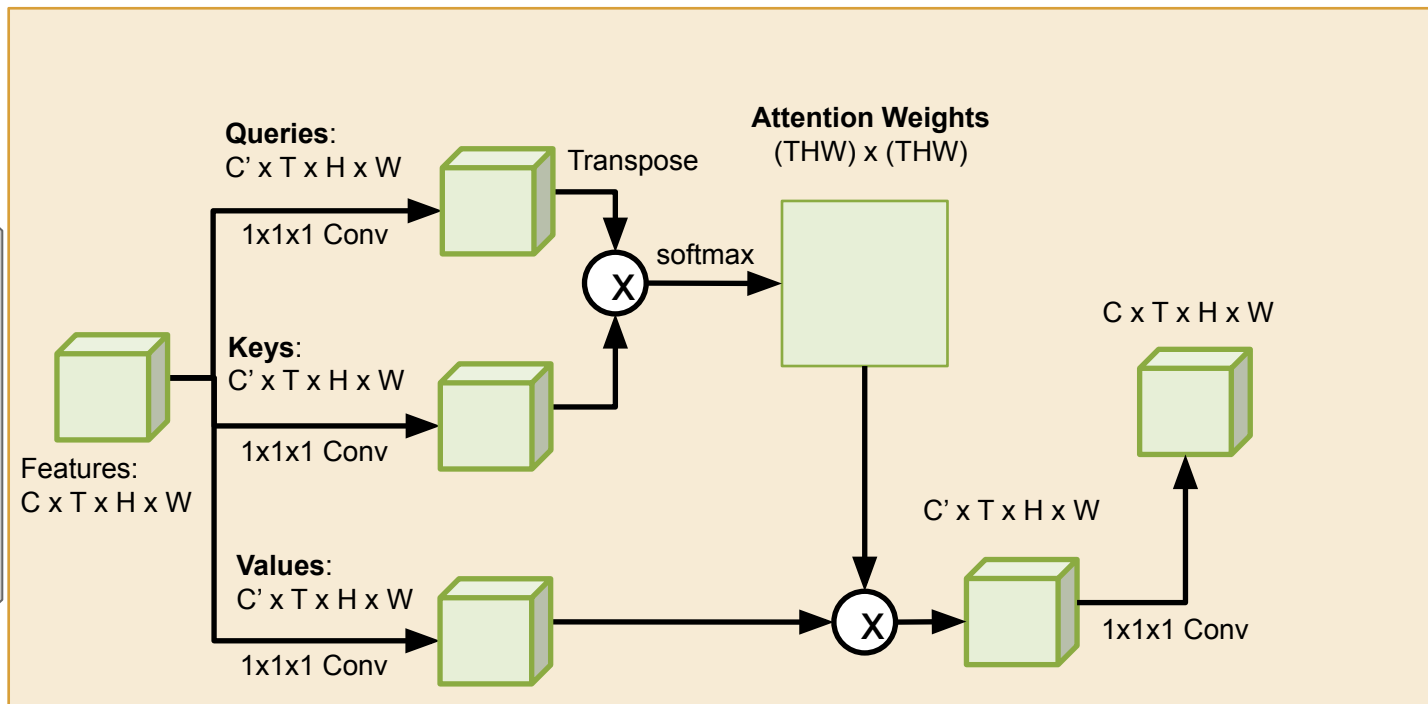 Queries:
C’ x T x H x W
1x1x1 Conv
Transpose
X
softmax
Attention Weights
(THW) x (THW)
Features:
C x T x H x W
Keys:
C’ x T x H x W
1x1x1 Conv
Values:
C’ x T x H x W
1x1x1 Conv
X
C’ x T x H x W
1x1x1 Conv
C x T x H x W